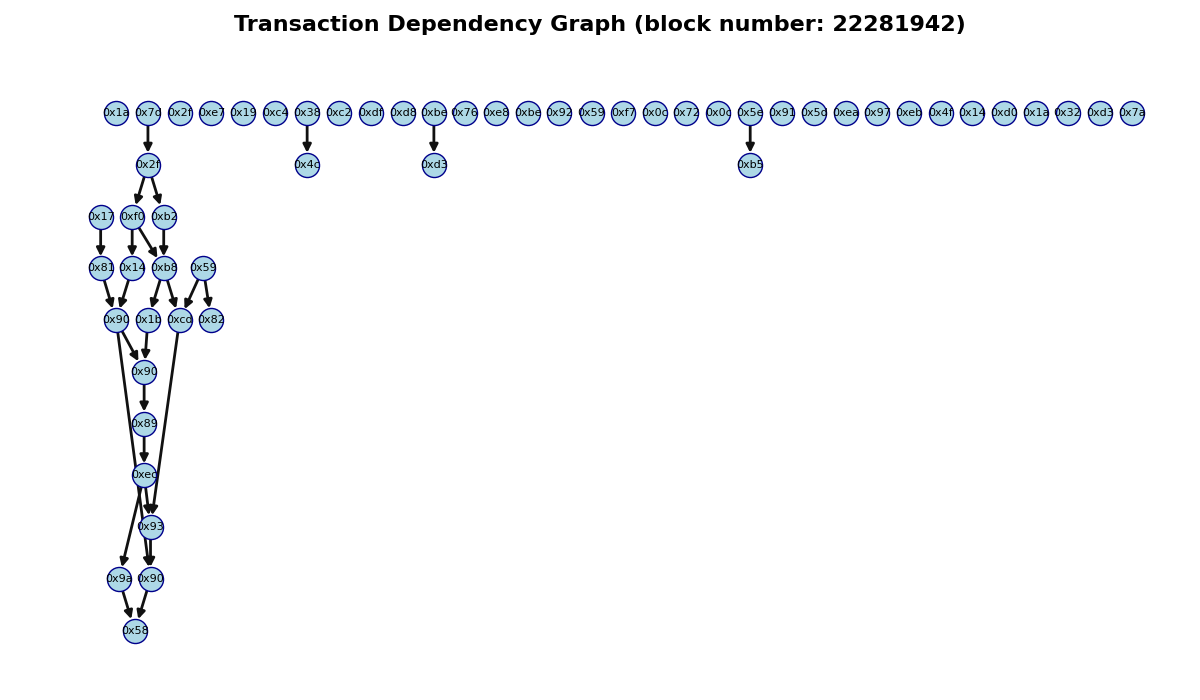 Transaction Dependency Graph (block number: 22281942)
0x1a 0x7d 0x2f 0xe7 0x19 0xc4 0x38 0xc2 0xdf 0xd8 0xbe 0x76 0xe8 0xbe 0x92 0x59 0xf7 0x0c 0x72 0x0c 0x5e 0x91 0x5d 0xea 0x97 0xeb 0x4f 0x14 0xd0 0x1a 0x32 0xd3 0x7a
0x2f 0x4c 0xd3 0xb5
0x17 0xf0 0xb2
0x81 0x14 0xb8 0x59
0x90 0x1b 0xcd 0x82
0x90
0x89
0xec
0x93
0x9a 0x90
0x58